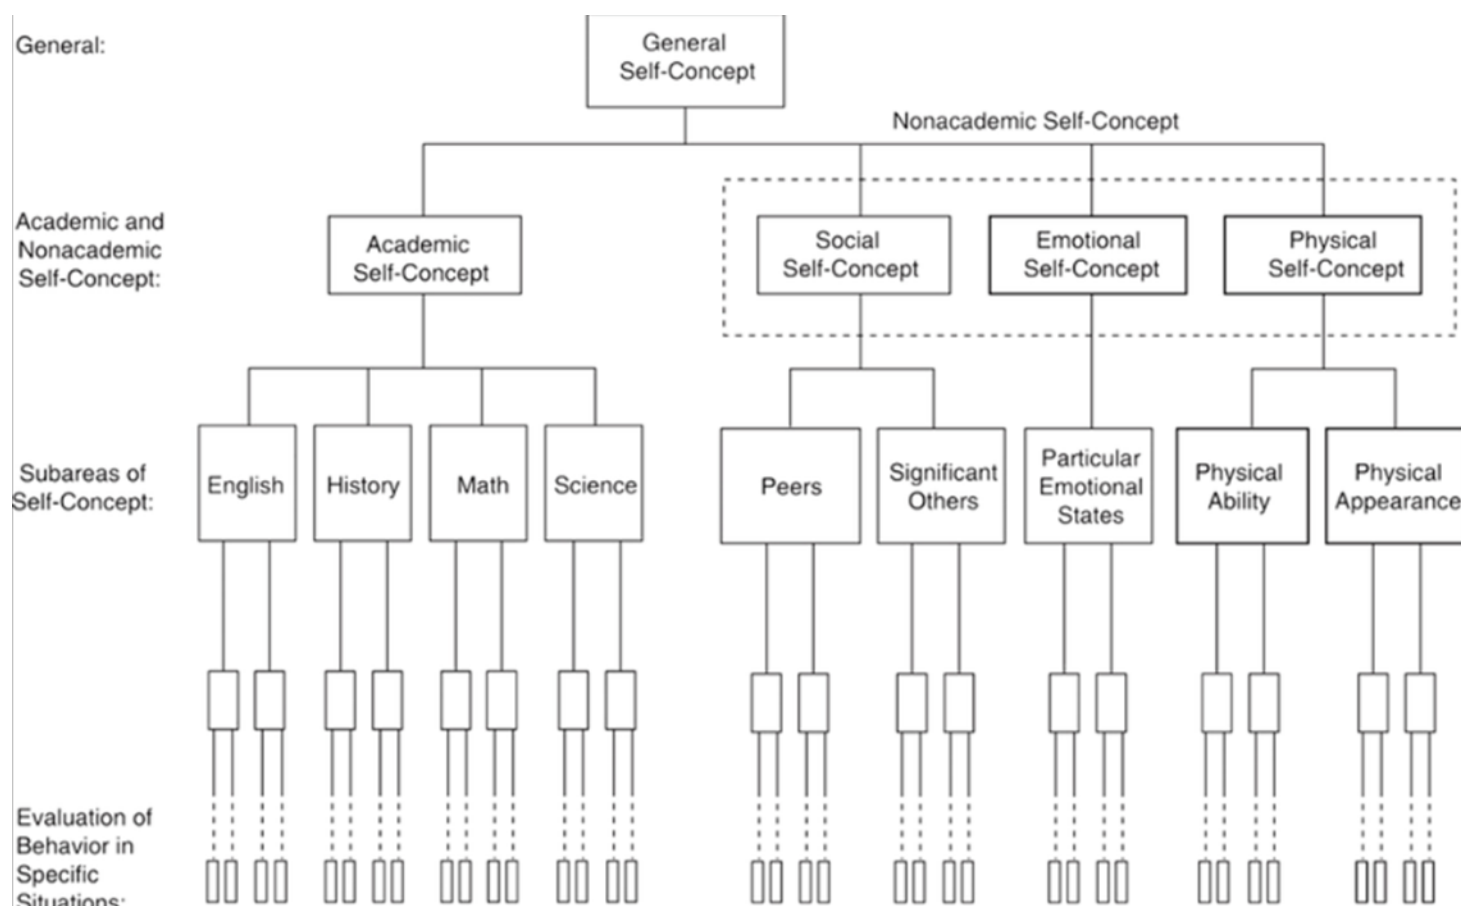 General:
General
Self-Concept
Nonacademic Self-Concept
Academic and
Nonacademic
Self-Concept:
Academic
Self-Concept
Social
Self-Concept
Emotional
Self-Concept
Physical
Self-Concept
Subareas of
Self-Concept:
English
History
Math
Science
Peers
Significant
Others
Particular
Emotional
States
Physical
Ability
Physical
Appearance
Evaluation of
Behavior in
Specific
Situations: